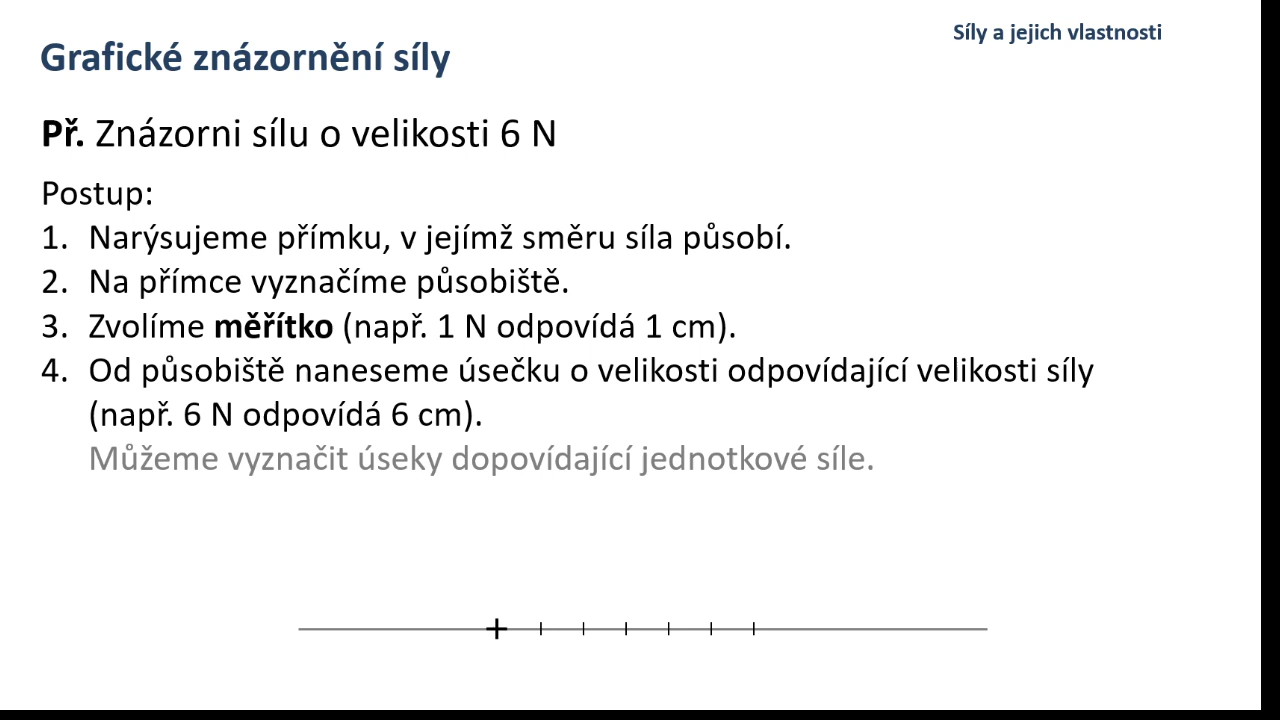 Síly a jejich vlastnosti
Grafické znázornění síly
Př. Znázorni sílu o velikosti 6 N
Postup:
1. Narýsujeme přímku, v jejímž směru síla působí.
2. Na přímce vyznačíme působiště.
3. Zvolíme měřítko (např. 1 N odpovídá 1 cm).
4. Od působiště naneseme úsečku o velikosti odpovídající velikosti síly
(např. 6 N odpovídá 6 cm).
Můžeme vyznačit úseky dopovídající jednotkové síle.